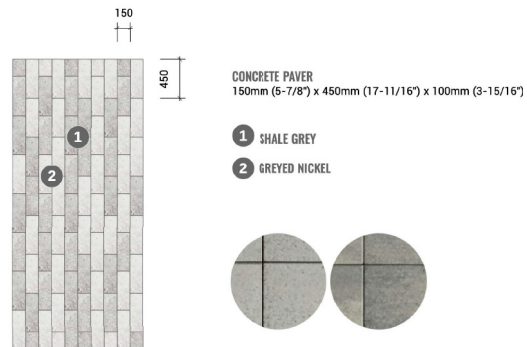 150
450
CONCRETE PAVER
150mm (5-7/8") x 450mm (17-11/16") x 100mm (3-15/16")
1 SHALE GREY
2 GREYED NICKEL
1
2